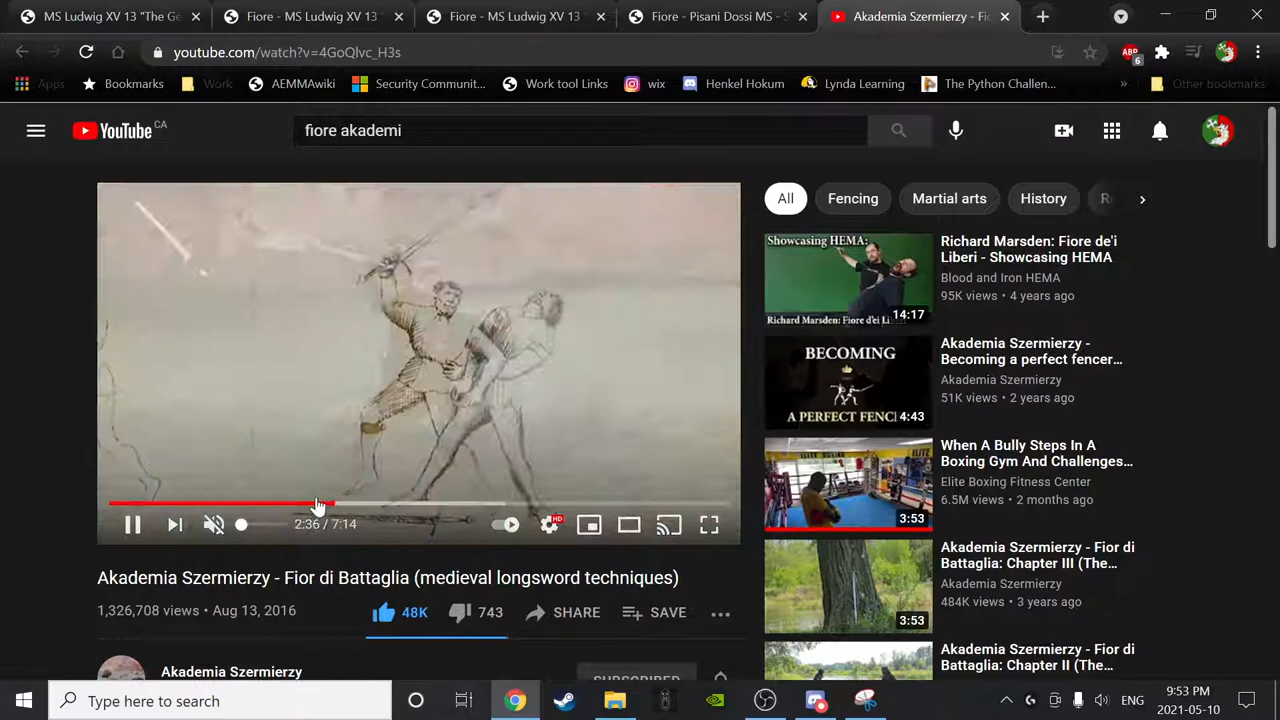 MS Ludwig XV 13 "The Ge
Fiore - MS Ludwig XV 13 -
Fiore - MS Ludwig XV 13
Fiore - Pisani Dossi MS - S
Akademia Szermierzy - Fio
youtube.com/watch?v=4GoQlvc_H3s
ABP
6
Apps
Bookmarks
Work
AEMMAwiki
Security Communit...
Work tool Links
wix
Henkel Hokum
Lynda Learning
The Python Challen...
»
Other bookmarks
YouTube CA
fiore akademi
All
Fencing
Martial arts
History
Showcasing HEMA:
Richard Marsden: Fiore d'ei Li
14:17
Richard Marsden: Fiore de'i
Liberi - Showcasing HEMA
Blood and Iron HEMA
95K views • 4 years ago
BECOMING
A PERFECT FENC
4:43
Akademia Szermierzy -
Becoming a perfect fencer...
Akademia Szermierzy
51K views • 2 years ago
ELITE
3:53
When A Bully Steps In A
Boxing Gym And Challenges...
Elite Boxing Fitness Center
6.5M views • 2 months ago
3:53
Akademia Szermierzy - Fior di
Battaglia: Chapter III (The...
Akademia Szermierzy
484K views • 3 years ago
Akademia Szermierzy - Fior di
Battaglia: Chapter II (The...
2:36 / 7:14
HD
Akademia Szermierzy - Fior di Battaglia (medieval longsword techniques)
1,326,708 views • Aug 13, 2016
48K
743
SHARE
SAVE
Akademia Szermierzy
SUBSCRIBED
Type here to search
ENG
9:53 PM
2021-05-10